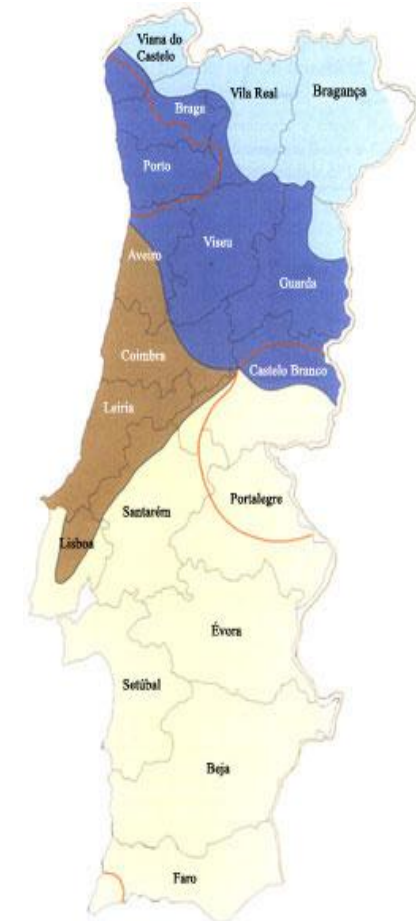 Viana do
Castelo
Braga
Vila Real
Bragança
Porto
Aveiro
Viseu
Guarda
Coimbra
Castelo Branco
Leiria
Portalegre
Santarém
Lisboa
Évora
Setúbal
Beja
Faro